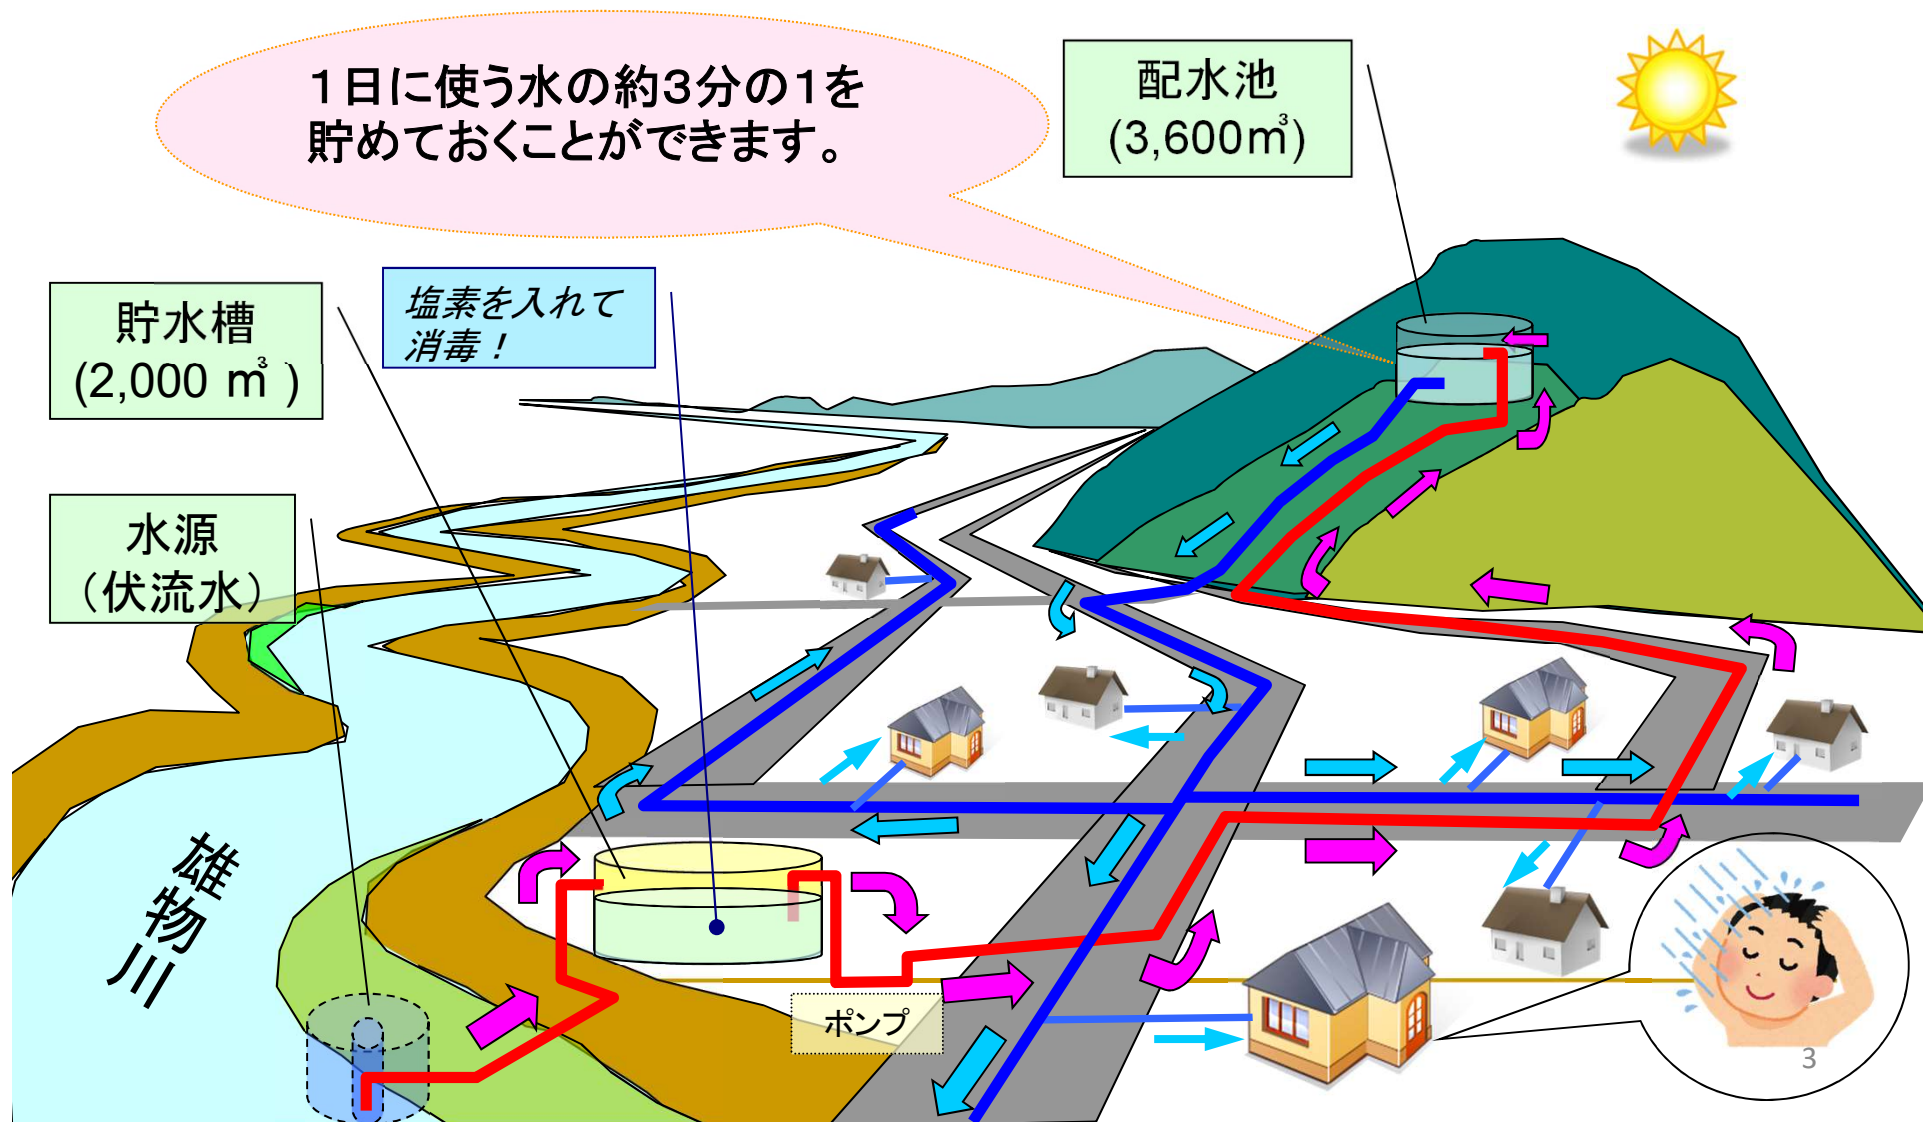 １日に使う水の約３分の１を
貯めておくことができます。
配水池
(3,600㎥)
貯水槽
(2,000 ㎥ )
塩素を入れて
消毒！
水源
（伏流水）
雄物川
ポンプ
3